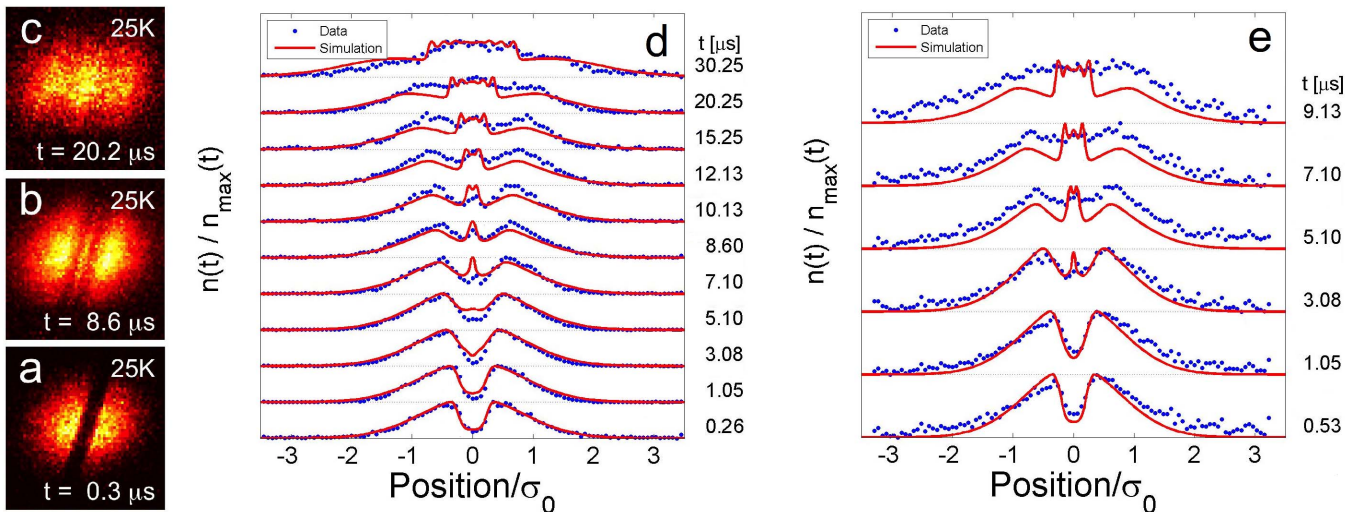 c
25K
t = 20.2 μs
b
25K
t = 8.6 μs
a
25K
t = 0.3 μs
d
Data
Simulation
t [μs]
30.25
20.25
15.25
12.13
10.13
8.60
7.10
5.10
3.08
1.05
0.26
n(t) / n_max(t)
-3 -2 -1 0 1 2 3
Position/σ_0
e
Data
Simulation
t [μs]
9.13
7.10
5.10
3.08
1.05
0.53
n(t) / n_max(t)
-3 -2 -1 0 1 2 3
Position/σ_0